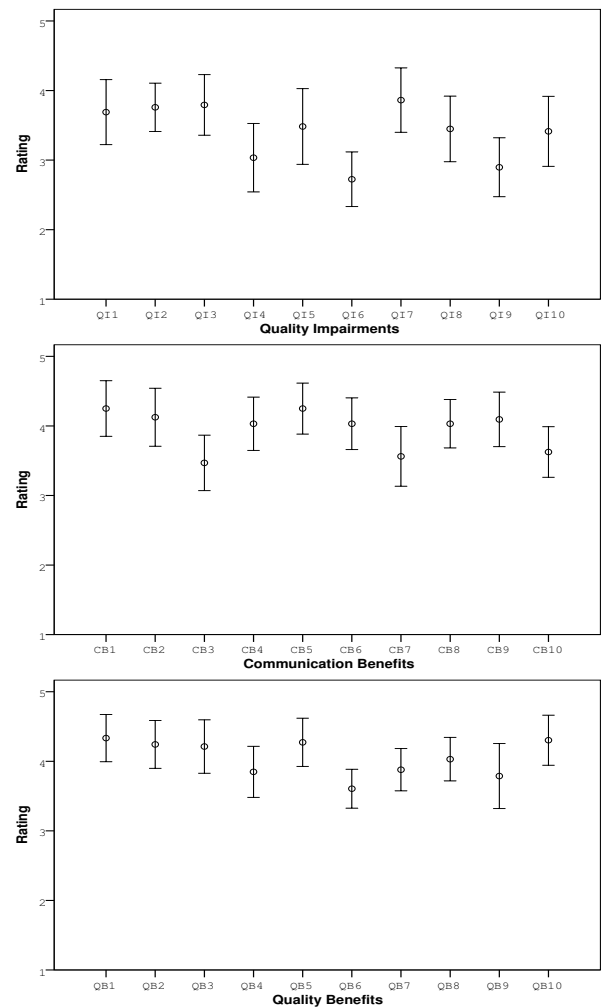 5
4
3
2
1
Rating
QI1 QI2 QI3 QI4 QI5 QI6 QI7 QI8 QI9 QI10
Quality Impairments
5
4
3
2
1
Rating
CB1 CB2 CB3 CB4 CB5 CB6 CB7 CB8 CB9 CB10
Communication Benefits
5
4
3
2
1
Rating
QB1 QB2 QB3 QB4 QB5 QB6 QB7 QB8 QB9 QB10
Quality Benefits